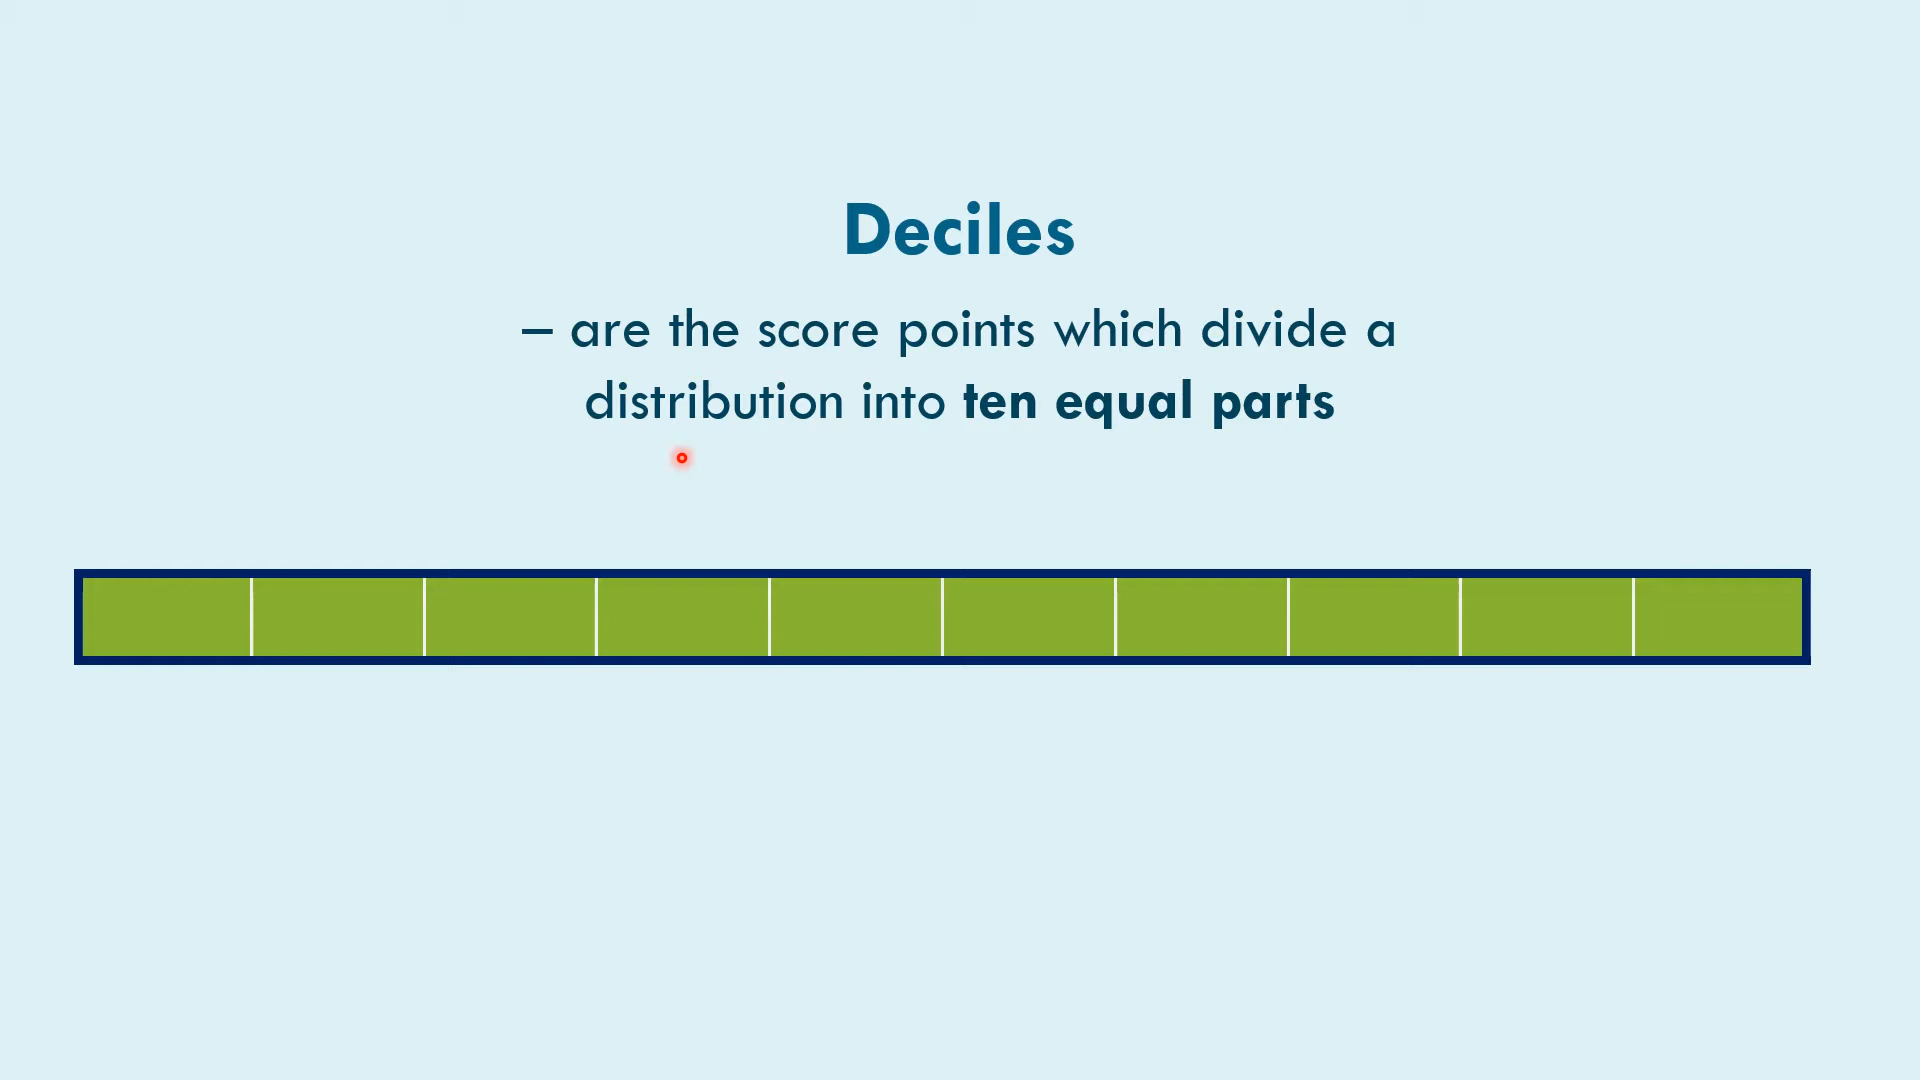 Deciles
– are the score points which divide a
distribution into ten equal parts